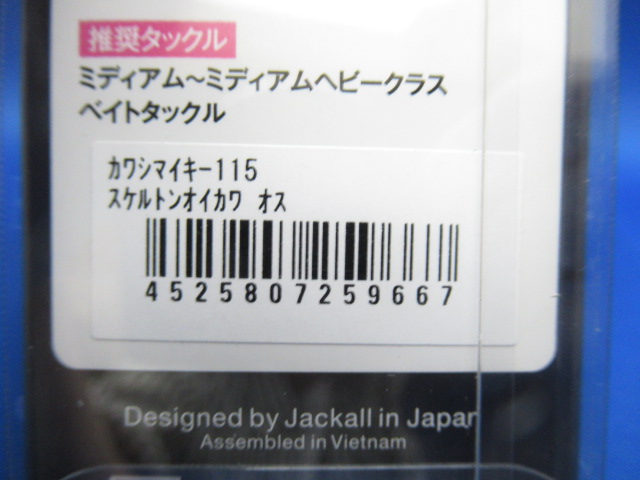 推奨タックル
ミディアム〜ミディアムヘビークラス
ベイトタックル
カワシマイキー115
スケルトンオイカワ オス
4525807259667
Designed by Jackall in Japan
Assembled in Vietnam